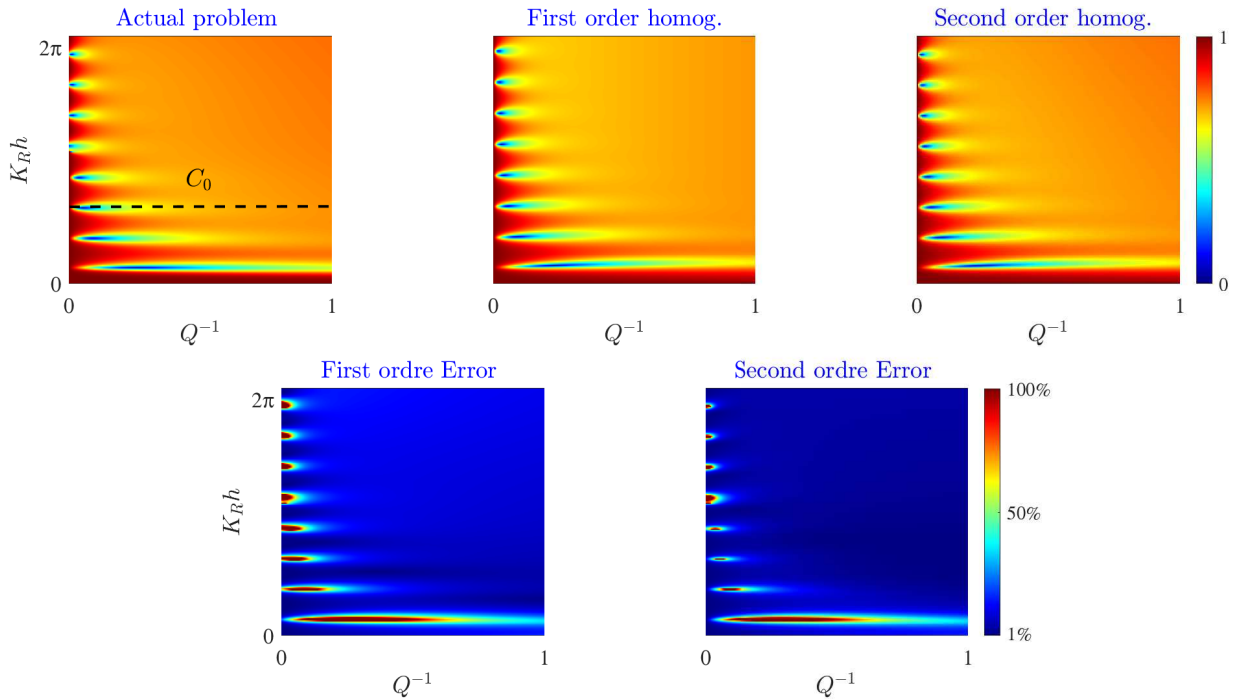 Actual problem
First order homog.
Second order homog.
2π
K_R h
C_0
0
0
1
Q^{-1}
0
1
Q^{-1}
0
1
Q^{-1}
1
0
First ordre Error
Second ordre Error
2π
K_R h
0
0
1
Q^{-1}
0
1
Q^{-1}
100%
50%
1%